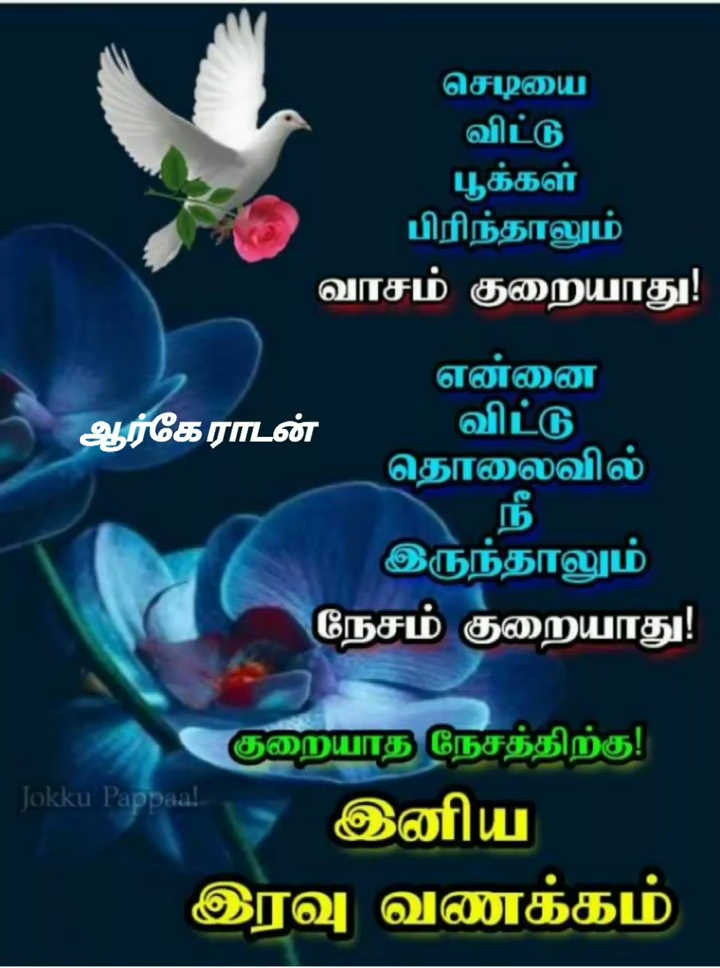 செடியை
விட்டு
பூக்கள்
பிரிந்தாலும்
வாசம் குறையாது!
என்னை
விட்டு
தொலைவில்
நீ
இருந்தாலும்
நேசம் குறையாது!
ஆர்கே ராடன்
குறையாத நேசத்திற்கு!
Jokku Pappaa!
இனிய
இரவு வணக்கம்